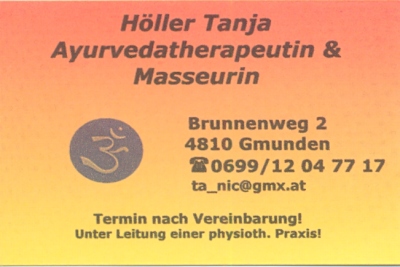 Höller Tanja
Ayurvedatherapeutin &
Masseurin
ॐ
Brunnenweg 2
4810 Gmunden
☎0699/12 04 77 17
ta_nic@gmx.at
Termin nach Vereinbarung!
Unter Leitung einer physioth. Praxis!